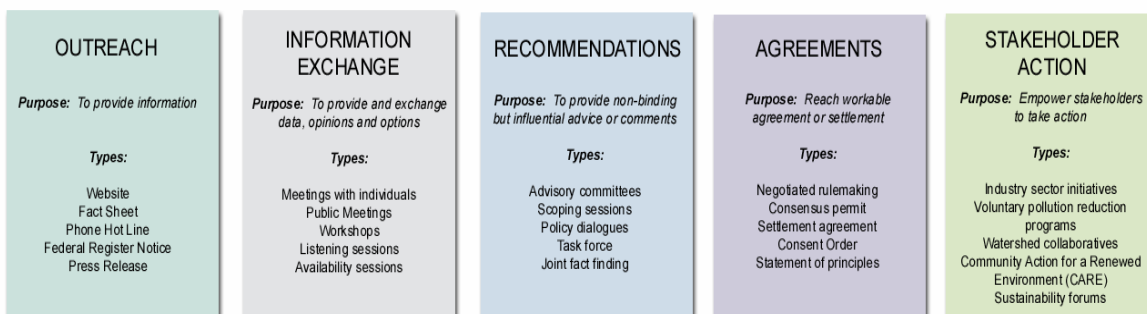 OUTREACH
Purpose: To provide information
Types:
Website
Fact Sheet
Phone Hot Line
Federal Register Notice
Press Release
INFORMATION
EXCHANGE
Purpose: To provide and exchange
data, opinions and options
Types:
Meetings with individuals
Public Meetings
Workshops
Listening sessions
Availability sessions
RECOMMENDATIONS
Purpose: To provide non-binding
but influential advice or comments
Types:
Advisory committees
Scoping sessions
Policy dialogues
Task force
Joint fact finding
AGREEMENTS
Purpose: Reach workable
agreement or settlement
Types:
Negotiated rulemaking
Consensus permit
Settlement agreement
Consent Order
Statement of principles
STAKEHOLDER
ACTION
Purpose: Empower stakeholders
to take action
Types:
Industry sector initiatives
Voluntary pollution reduction
programs
Watershed collaboratives
Community Action for a Renewed
Environment (CARE)
Sustainability forums